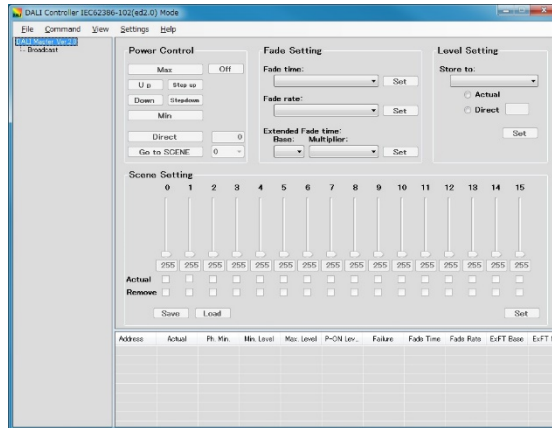 DALI Controller IEC62386-102(ed2.0) Mode
File Command View Settings Help
DALI Master Ver.2.0
Broadcast
Power Control
Max Off
Up Step up
Down Stepdown
Min
Direct 0
Go to SCENE 0
Fade Setting
Fade time:
Set
Fade rate:
Set
Extended Fade time:
Base: Multiplier:
Set
Level Setting
Store to:
Actual
Direct
Set
Scene Setting
0 1 2 3 4 5 6 7 8 9 10 11 12 13 14 15
255 255 255 255 255 255 255 255 255 255 255 255 255 255 255 255
Actual
Remove
Save Load Set
Address Actual Ph. Min. Min. Level Max. Level P-ON Lev... Failure Fade Time Fade Rate ExFT Base ExFT